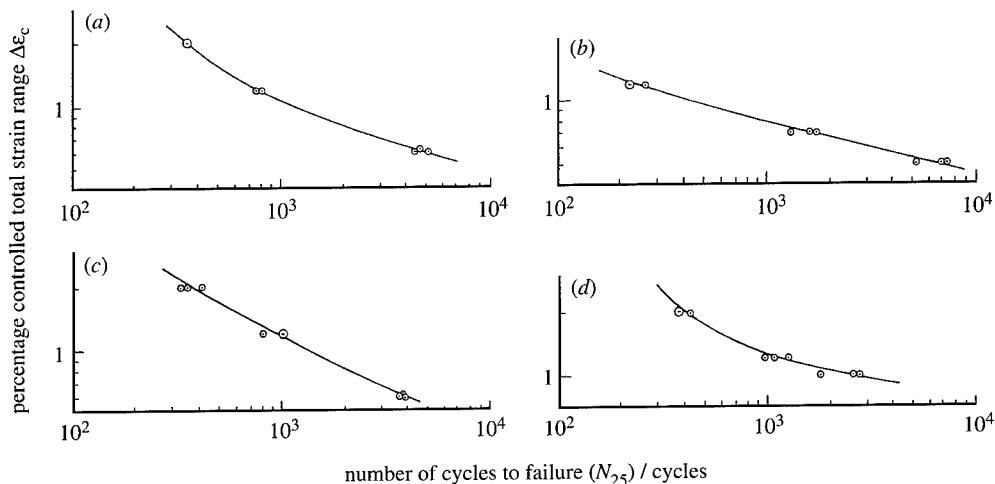 percentage controlled total strain range Δε_c
(a)
1
10² 10³ 10⁴
(b)
1
10² 10³ 10⁴
(c)
1
10² 10³ 10⁴
(d)
1
10² 10³ 10⁴
number of cycles to failure (N₂₅) / cycles